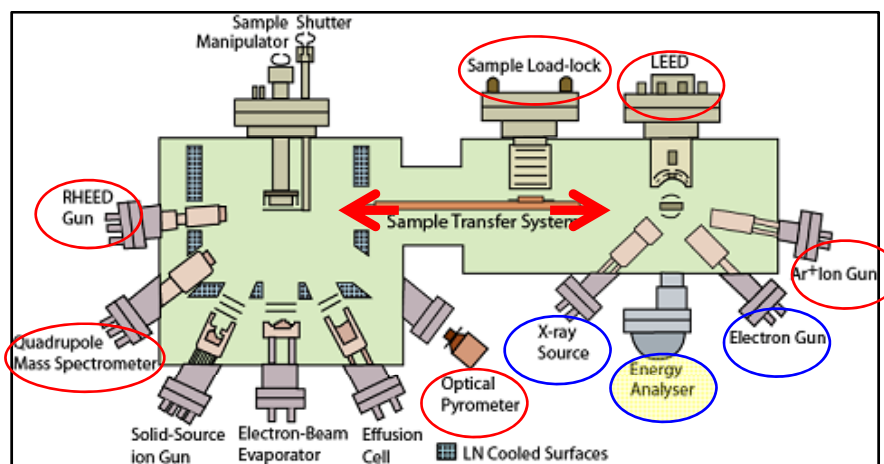 Sample Shutter
Manipulator
Sample Load-lock
LEED
RHEED
Gun
Sample Transfer System
Ar+Ion Gun
Quadrupole
Mass Spectrometer
X-ray
Source
Electron Gun
Energy
Analyser
Optical
Pyrometer
Solid-Source
ion Gun
Electron-Beam
Evaporator
Effusion
Cell
LN Cooled Surfaces